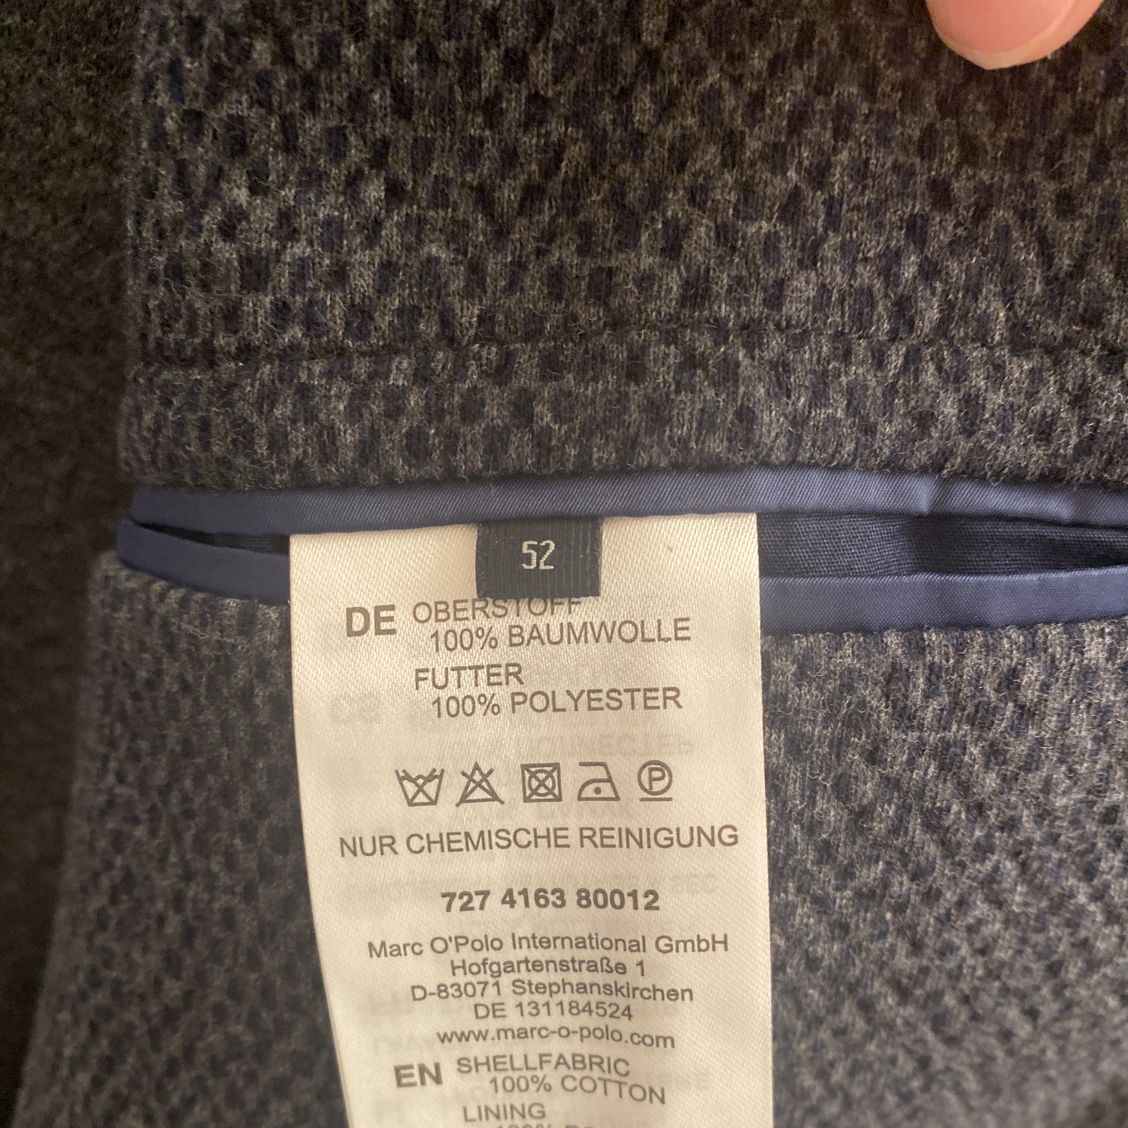 52
DE OBERSTOFF
100% BAUMWOLLE
FUTTER
100% POLYESTER
NUR CHEMISCHE REINIGUNG
727 4163 80012
Marc O'Polo International GmbH
Hofgartenstraße 1
D-83071 Stephanskirchen
DE 131184524
www.marc-o-polo.com
EN SHELLFABRIC
100% COTTON
LINING